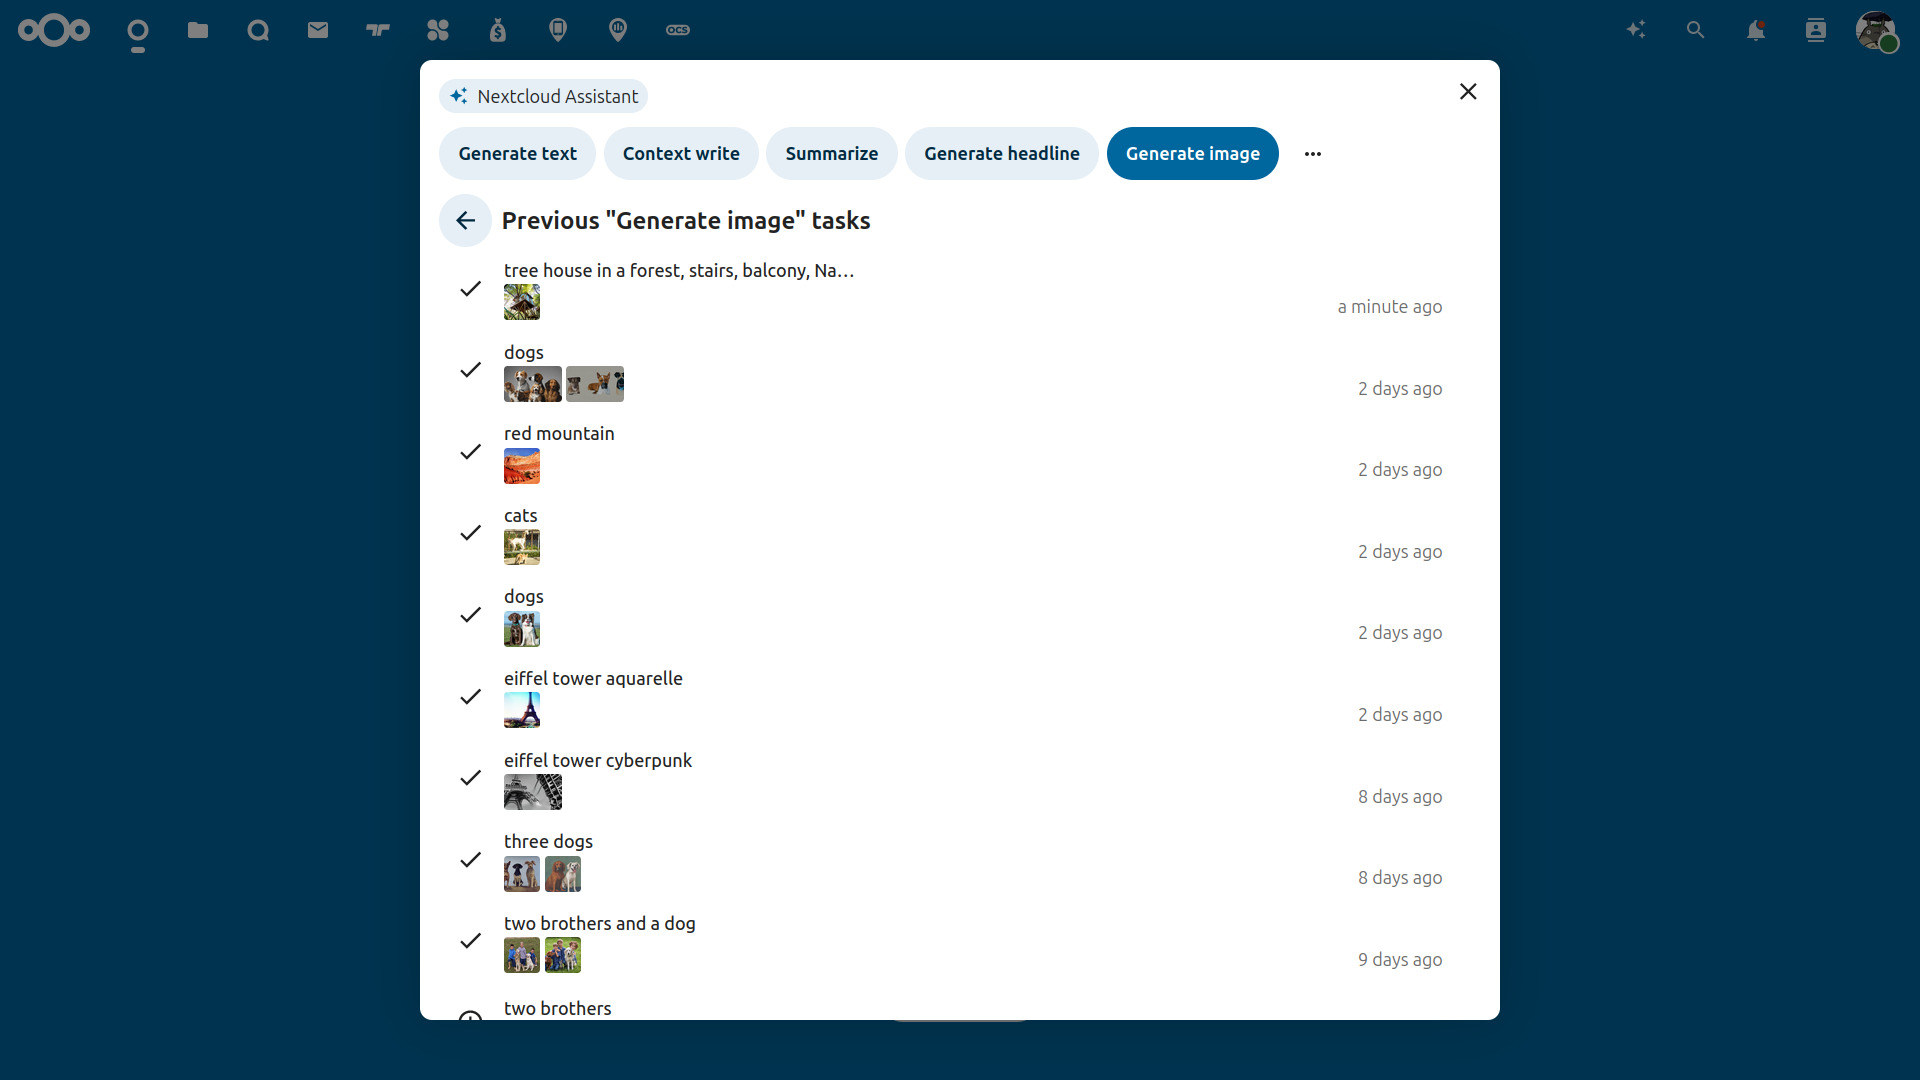 OCS
Nextcloud Assistant
Generate text
Context write
Summarize
Generate headline
Generate image
Previous "Generate image" tasks
tree house in a forest, stairs, balcony, Na…
a minute ago
dogs
2 days ago
red mountain
2 days ago
cats
2 days ago
dogs
2 days ago
eiffel tower aquarelle
2 days ago
eiffel tower cyberpunk
8 days ago
three dogs
8 days ago
two brothers and a dog
9 days ago
two brothers